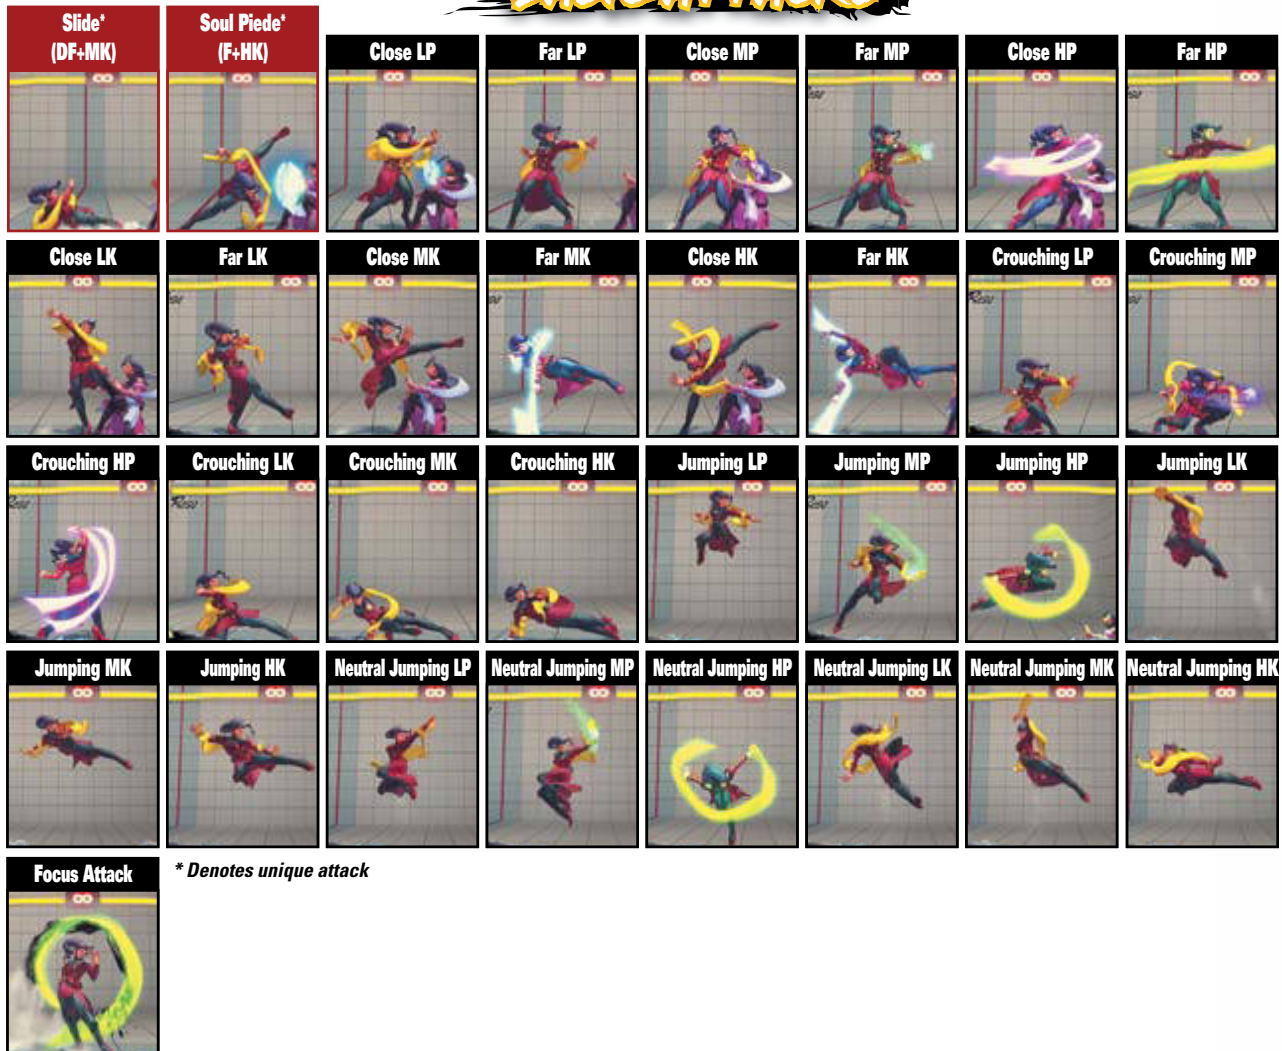 Slide*
(DF+MK)
Soul Piede*
(F+HK)
Close LP
Far LP
Close MP
Far MP
Close HP
Far HP
Close LK
Far LK
Close MK
Far MK
Close HK
Far HK
Crouching LP
Crouching MP
Crouching HP
Crouching LK
Crouching MK
Crouching HK
Jumping LP
Jumping MP
Jumping HP
Jumping LK
Jumping MK
Jumping HK
Neutral Jumping LP
Neutral Jumping MP
Neutral Jumping HP
Neutral Jumping LK
Neutral Jumping MK
Neutral Jumping HK
Focus Attack
* Denotes unique attack